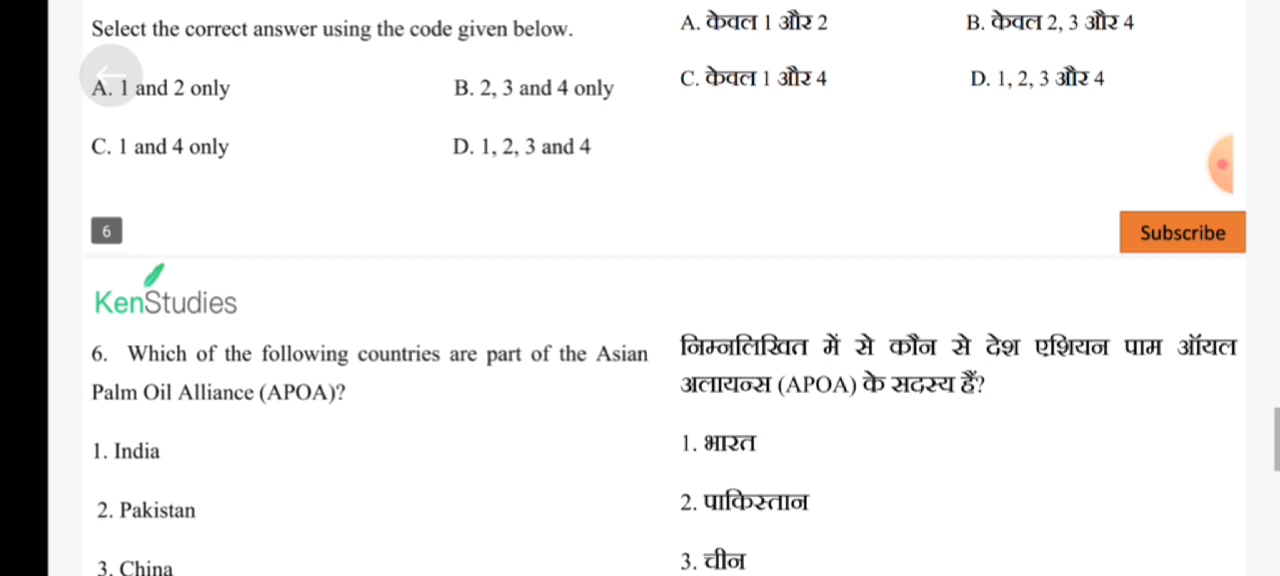 Select the correct answer using the code given below.
A. 1 and 2 only
B. 2, 3 and 4 only
C. 1 and 4 only
D. 1, 2, 3 and 4
A. केवल 1 और 2
B. केवल 2, 3 और 4
C. केवल 1 और 4
D. 1, 2, 3 और 4
6
Subscribe
KenStudies
6. Which of the following countries are part of the Asian
Palm Oil Alliance (APOA)?
1. India
2. Pakistan
3. China
निम्नलिखित में से कौन से देश एशियन पाम ऑयल
अलायन्स (APOA) के सदस्य हैं?
1. भारत
2. पाकिस्तान
3. चीन